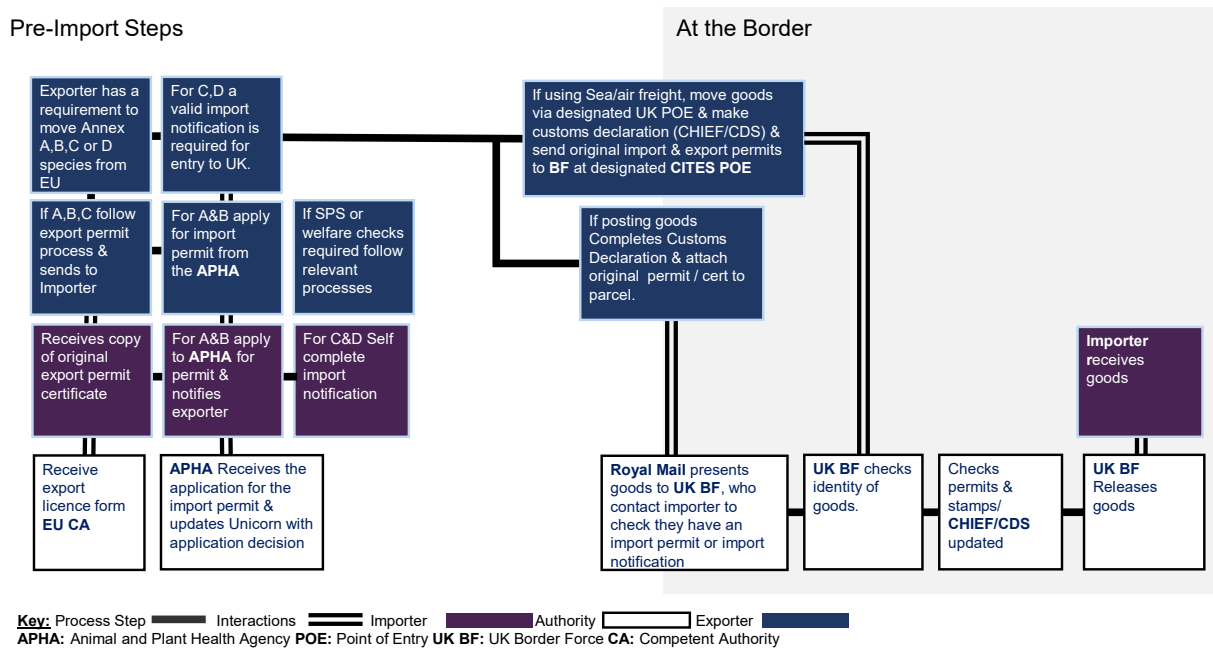 Pre-Import Steps
At the Border
Exporter has a
requirement to
move Annex
A,B,C or D
species from
EU
For C,D a
valid import
notification is
required for
entry to UK.
If using Sea/air freight, move goods
via designated UK POE & make
customs declaration (CHIEF/CDS) &
send original import & export permits
to BF at designated CITES POE
If A,B,C follow
export permit
process &
sends to
Importer
For A&B apply
for import
permit from
the APHA
If SPS or
welfare checks
required follow
relevant
processes
If posting goods
Completes Customs
Declaration & attach
original permit / cert to
parcel.
Receives copy
of original
export permit
certificate
For A&B apply
to APHA for
permit &
notifies
exporter
For C&D Self
complete
import
notification
Importer
receives
goods
Receive
export
licence form
EU CA
APHA Receives the
application for the
import permit &
updates Unicorn with
application decision
Royal Mail presents
goods to UK BF, who
contact importer to
check they have an
import permit or import
notification
UK BF checks
identity of
goods.
Checks
permits &
stamps/
CHIEF/CDS
updated
UK BF
Releases
goods
Key: Process Step Interactions Importer Authority Exporter
APHA: Animal and Plant Health Agency POE: Point of Entry UK BF: UK Border Force CA: Competent Authority